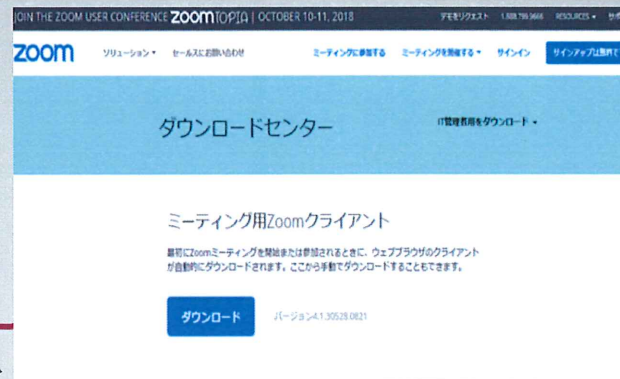 JOIN THE ZOOM USER CONFERENCE ZOOMTOPIA | OCTOBER 10-11, 2018 デモをリクエスト 1.888.799.9666 RESOURCES
zoom ソリューション セールスにお問い合わせ ミーティングに参加する ミーティングを開催する サインイン サインアップは無料で
ダウンロードセンター IT管理者用をダウンロード
ミーティング用Zoomクライアント
最初にZoomミーティングを開始または参加されるときに、ウェブブラウザのクライアント
が自動的にダウンロードされます。ここから手動でダウンロードすることもできます。
ダウンロード バージョン4.1.30528.0821